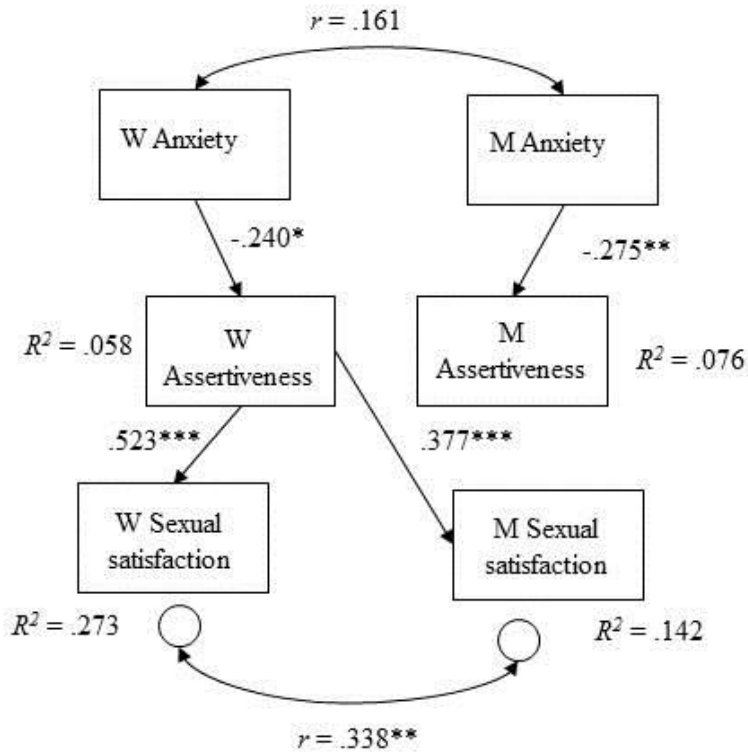 r = .161
W Anxiety
M Anxiety
-.240*
-.275**
R² = .058
W
Assertiveness
M
Assertiveness
R² = .076
.523***
.377***
W Sexual
satisfaction
M Sexual
satisfaction
R² = .273
R² = .142
r = .338**